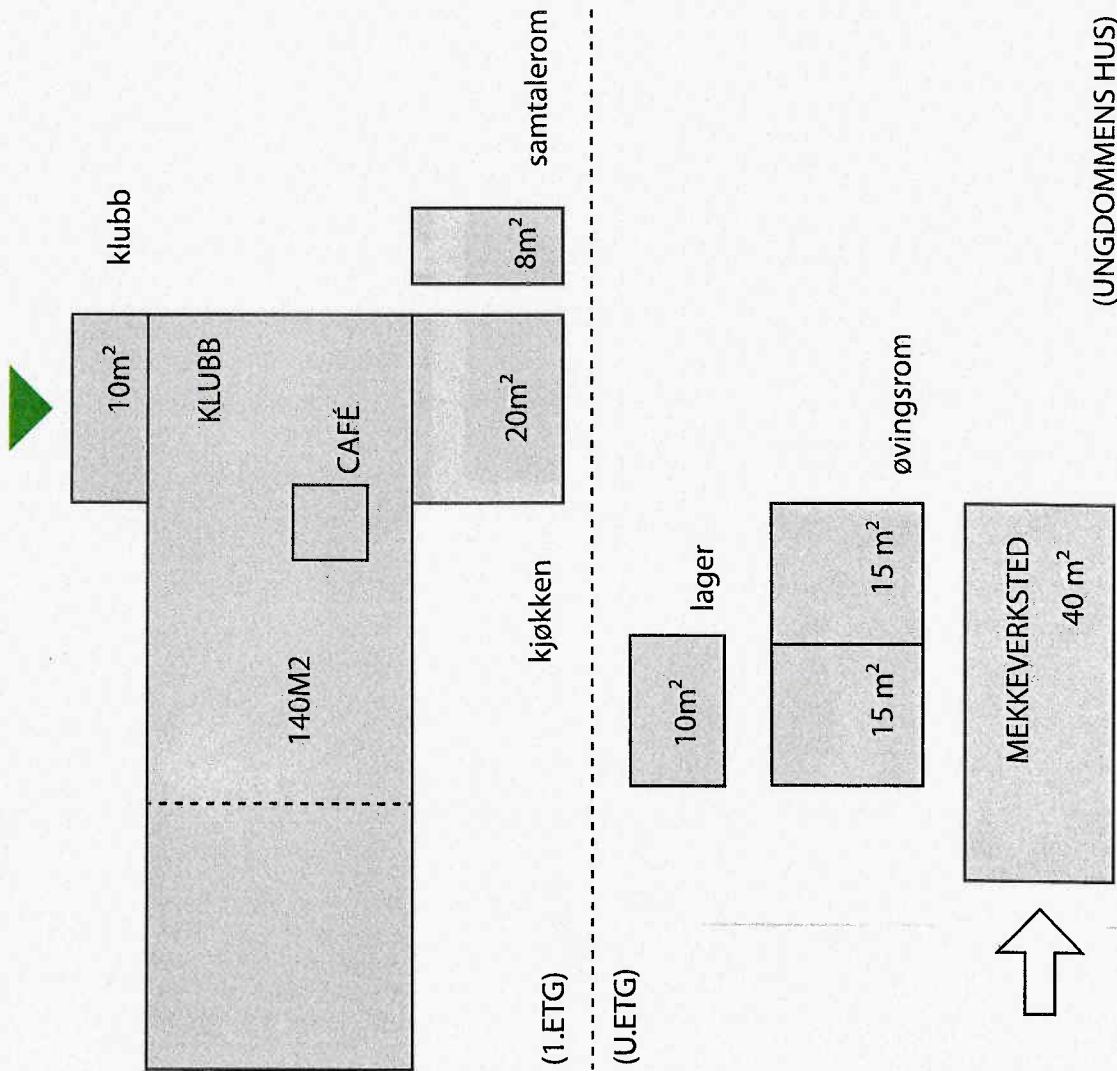 klubb
10m²
KLUBB
CAFÉ
140M2
20m²
8m²
samtalerom
kjøkken
(1.ETG)
(U.ETG)
10m²
lager
15 m²
15 m²
øvingsrom
MEKKEVERKSTED
40 m²
(UNGDOMMENS HUS)